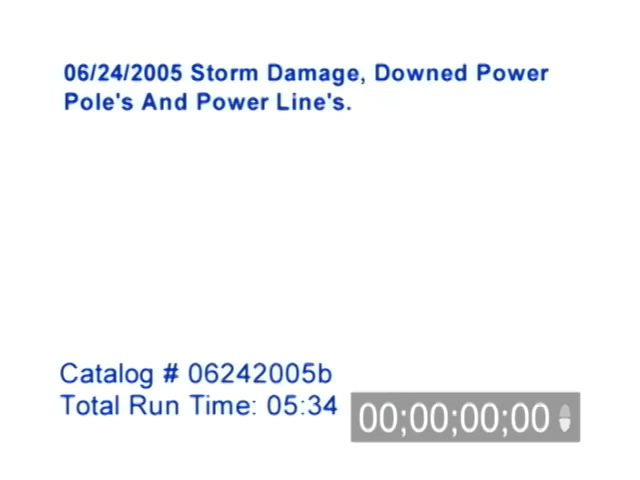 06/24/2005 Storm Damage, Downed Power
Pole's And Power Line's.
Catalog # 06242005b
Total Run Time: 05:34
00;00;00;00